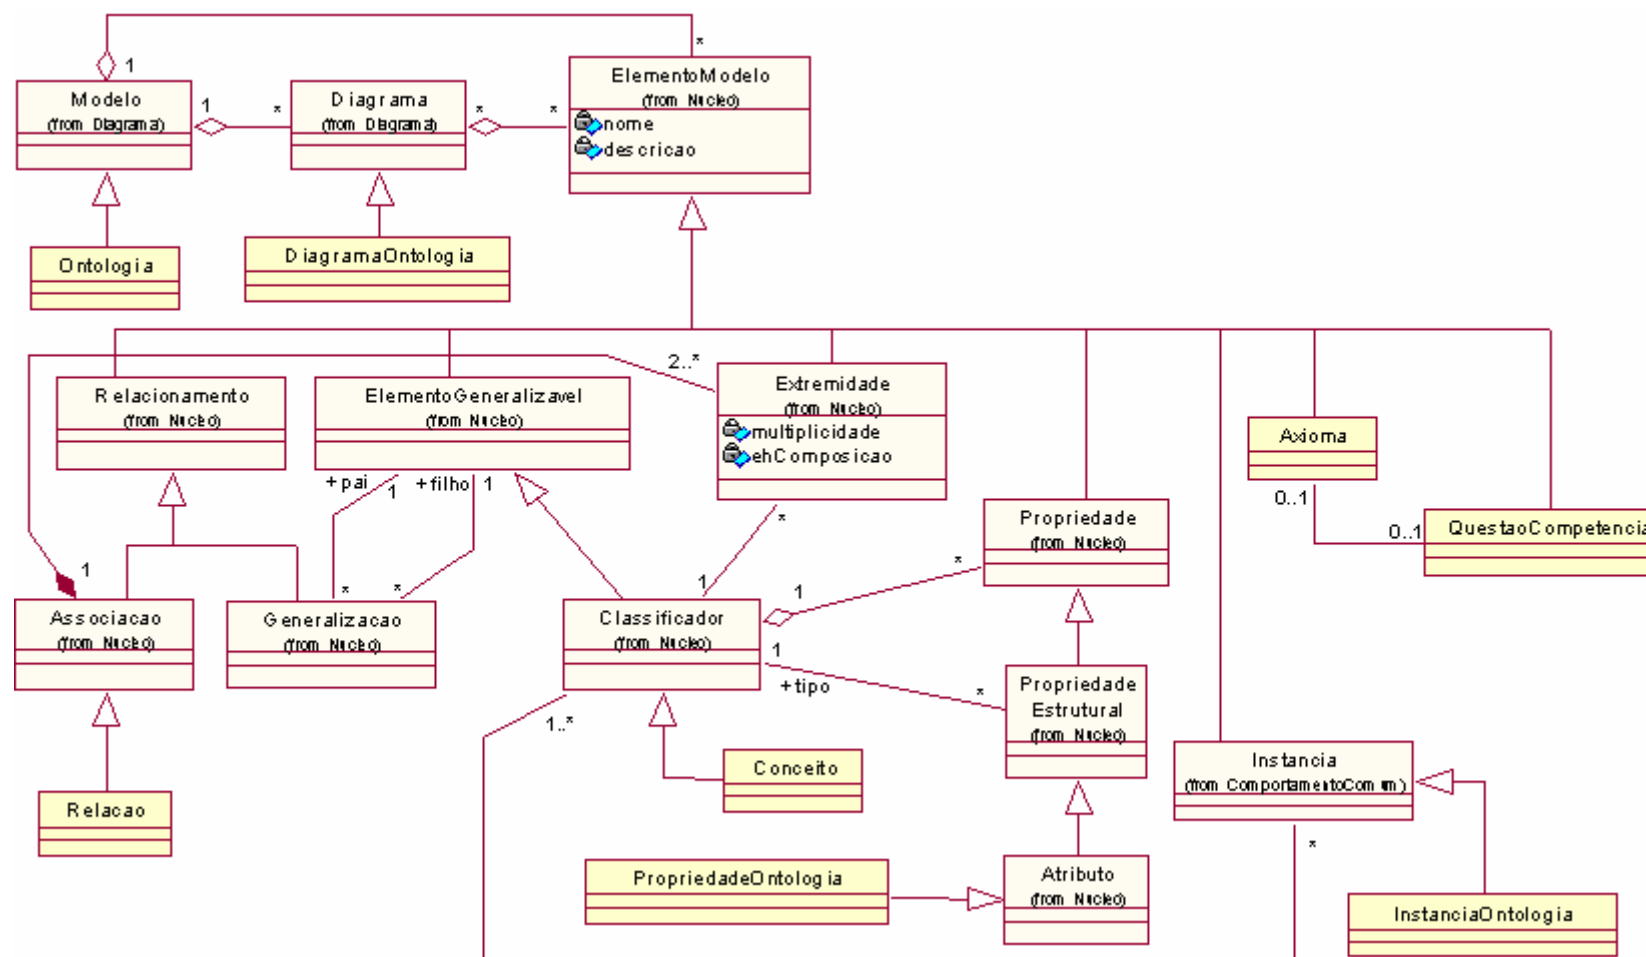 *
1
Modelo
(from Diagrama)
1
*
Diagrama
(from Diagrama)
*
*
ElementoModelo
(from Nucleo)
nome
descricao
Ontologia
DiagramaOntologia
2..*
Relacionamento
(from Nucleo)
ElementoGeneralizavel
(from Nucleo)
Extremidade
(from Nucleo)
multiplicidade
ehComposicao
Axioma
+pai
1
+filho
1
0..1
0..1
QuestaoCompetencia
*
Propriedade
(from Nucleo)
*
1
*
*
1
1
Associacao
(from Nucleo)
Generalizacao
(from Nucleo)
Classificador
(from Nucleo)
1
+tipo
*
Propriedade
Estrutural
(from Nucleo)
1..*
Conceito
Instancia
(from ComportamentoComum)
*
Relacao
PropriedadeOntologia
Atributo
(from Nucleo)
InstanciaOntologia